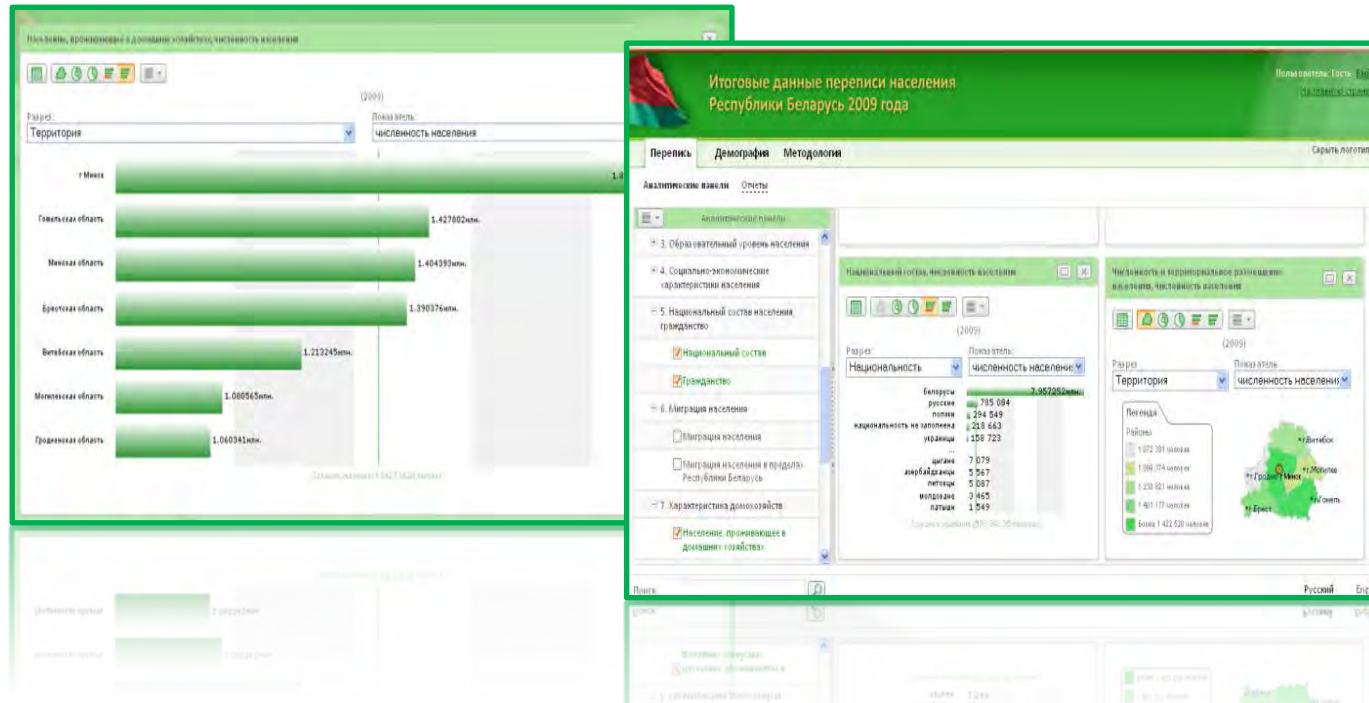 Население, проживающее в домашних хозяйствах, численность населения
(2009)
Разрез: Показатель:
Территория численность населения
г Минск 1.8
Гомельская область 1.427802млн.
Минская область 1.404393млн.
Брестская область 1.390376млн.
Витебская область 1.213245млн.
Могилевская область 1.080565млн.
Гродненская область 1.060341млн.
Итоговые данные переписи населения
Республики Беларусь 2009 года
Пользователь: Гость
Перепись Демография Методология
Скрыть логотип
Аналитические панели Отчеты
Аналитические панели
3. Образовательный уровень населения
4. Социально-экономические
характеристики населения
5. Национальный состав населения,
гражданство
Национальный состав
Гражданство
6. Миграция населения
Миграция населения
Миграция населения в пределах
Республики Беларусь
7. Характеристика домохозяйств
Население, проживающее в
домашних хозяйствах
Национальный состав, численность населения
(2009)
Разрез: Показатель:
Национальность численность населения
беларусы 7.957252млн.
русские 785 084
поляки 294 549
национальность не заполнена 218 663
украинцы 158 723
...
цыгане 7 079
азербайджанцы 5 567
литовцы 5 087
молдоване 3 465
латыши 1 549
Численность и территориальное размещение
населения, численность населения
(2009)
Разрез Показатель
Территория численность населения
Легенда
Районы
г.Витебск
г.Могилев
г.Гродно г Минск
г.Гомель
г.Брест
Поиск:
Русский Eng